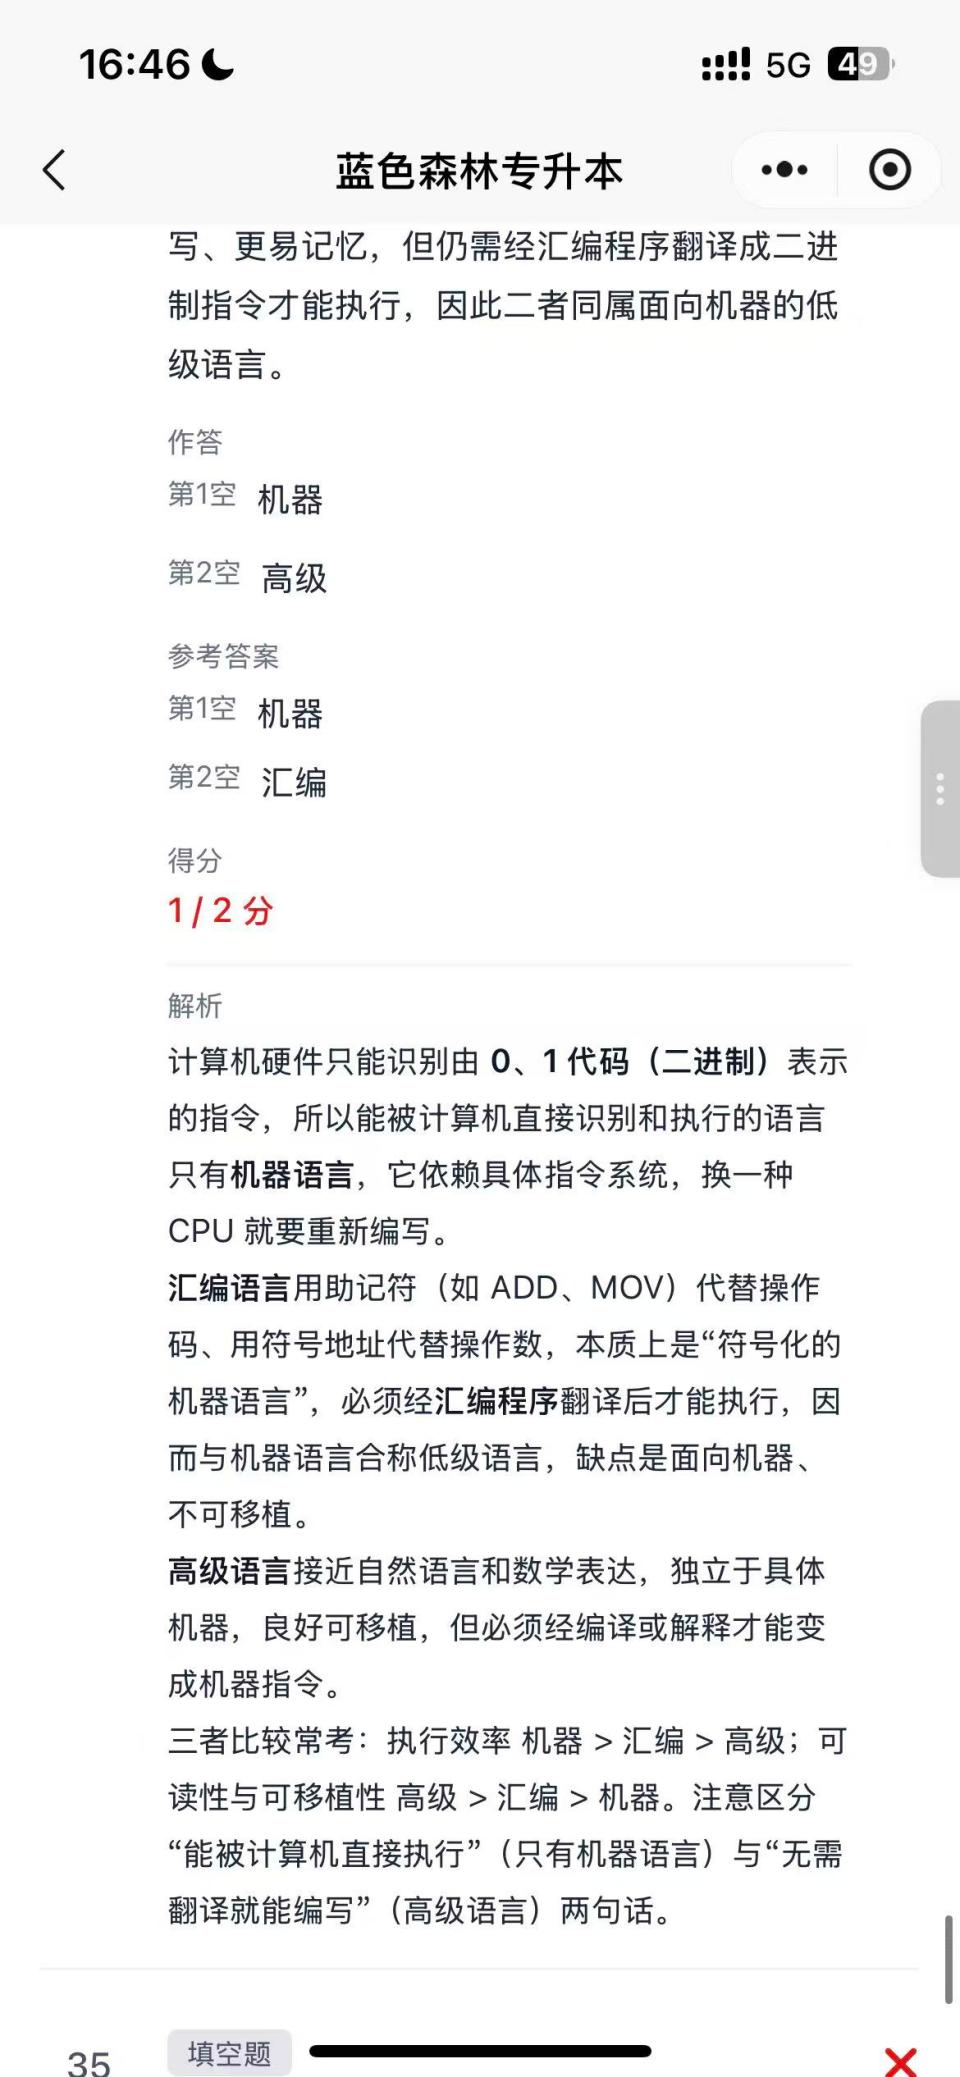 16:46
5G 49
蓝色森林专升本
写、更易记忆，但仍需经汇编程序翻译成二进
制指令才能执行，因此二者同属面向机器的低
级语言。
作答
第1空 机器
第2空 高级
参考答案
第1空 机器
第2空 汇编
得分
1 / 2 分
解析
计算机硬件只能识别由 0、1 代码（二进制）表示
的指令，所以能被计算机直接识别和执行的语言
只有机器语言，它依赖具体指令系统，换一种
CPU 就要重新编写。
汇编语言用助记符（如 ADD、MOV）代替操作
码、用符号地址代替操作数，本质上是“符号化的
机器语言”，必须经汇编程序翻译后才能执行，因
而与机器语言合称低级语言，缺点是面向机器、
不可移植。
高级语言接近自然语言和数学表达，独立于具体
机器，良好可移植，但必须经编译或解释才能变
成机器指令。
三者比较常考：执行效率 机器 > 汇编 > 高级；可
读性与可移植性 高级 > 汇编 > 机器。注意区分
“能被计算机直接执行”（只有机器语言）与“无需
翻译就能编写”（高级语言）两句话。
35 填空题